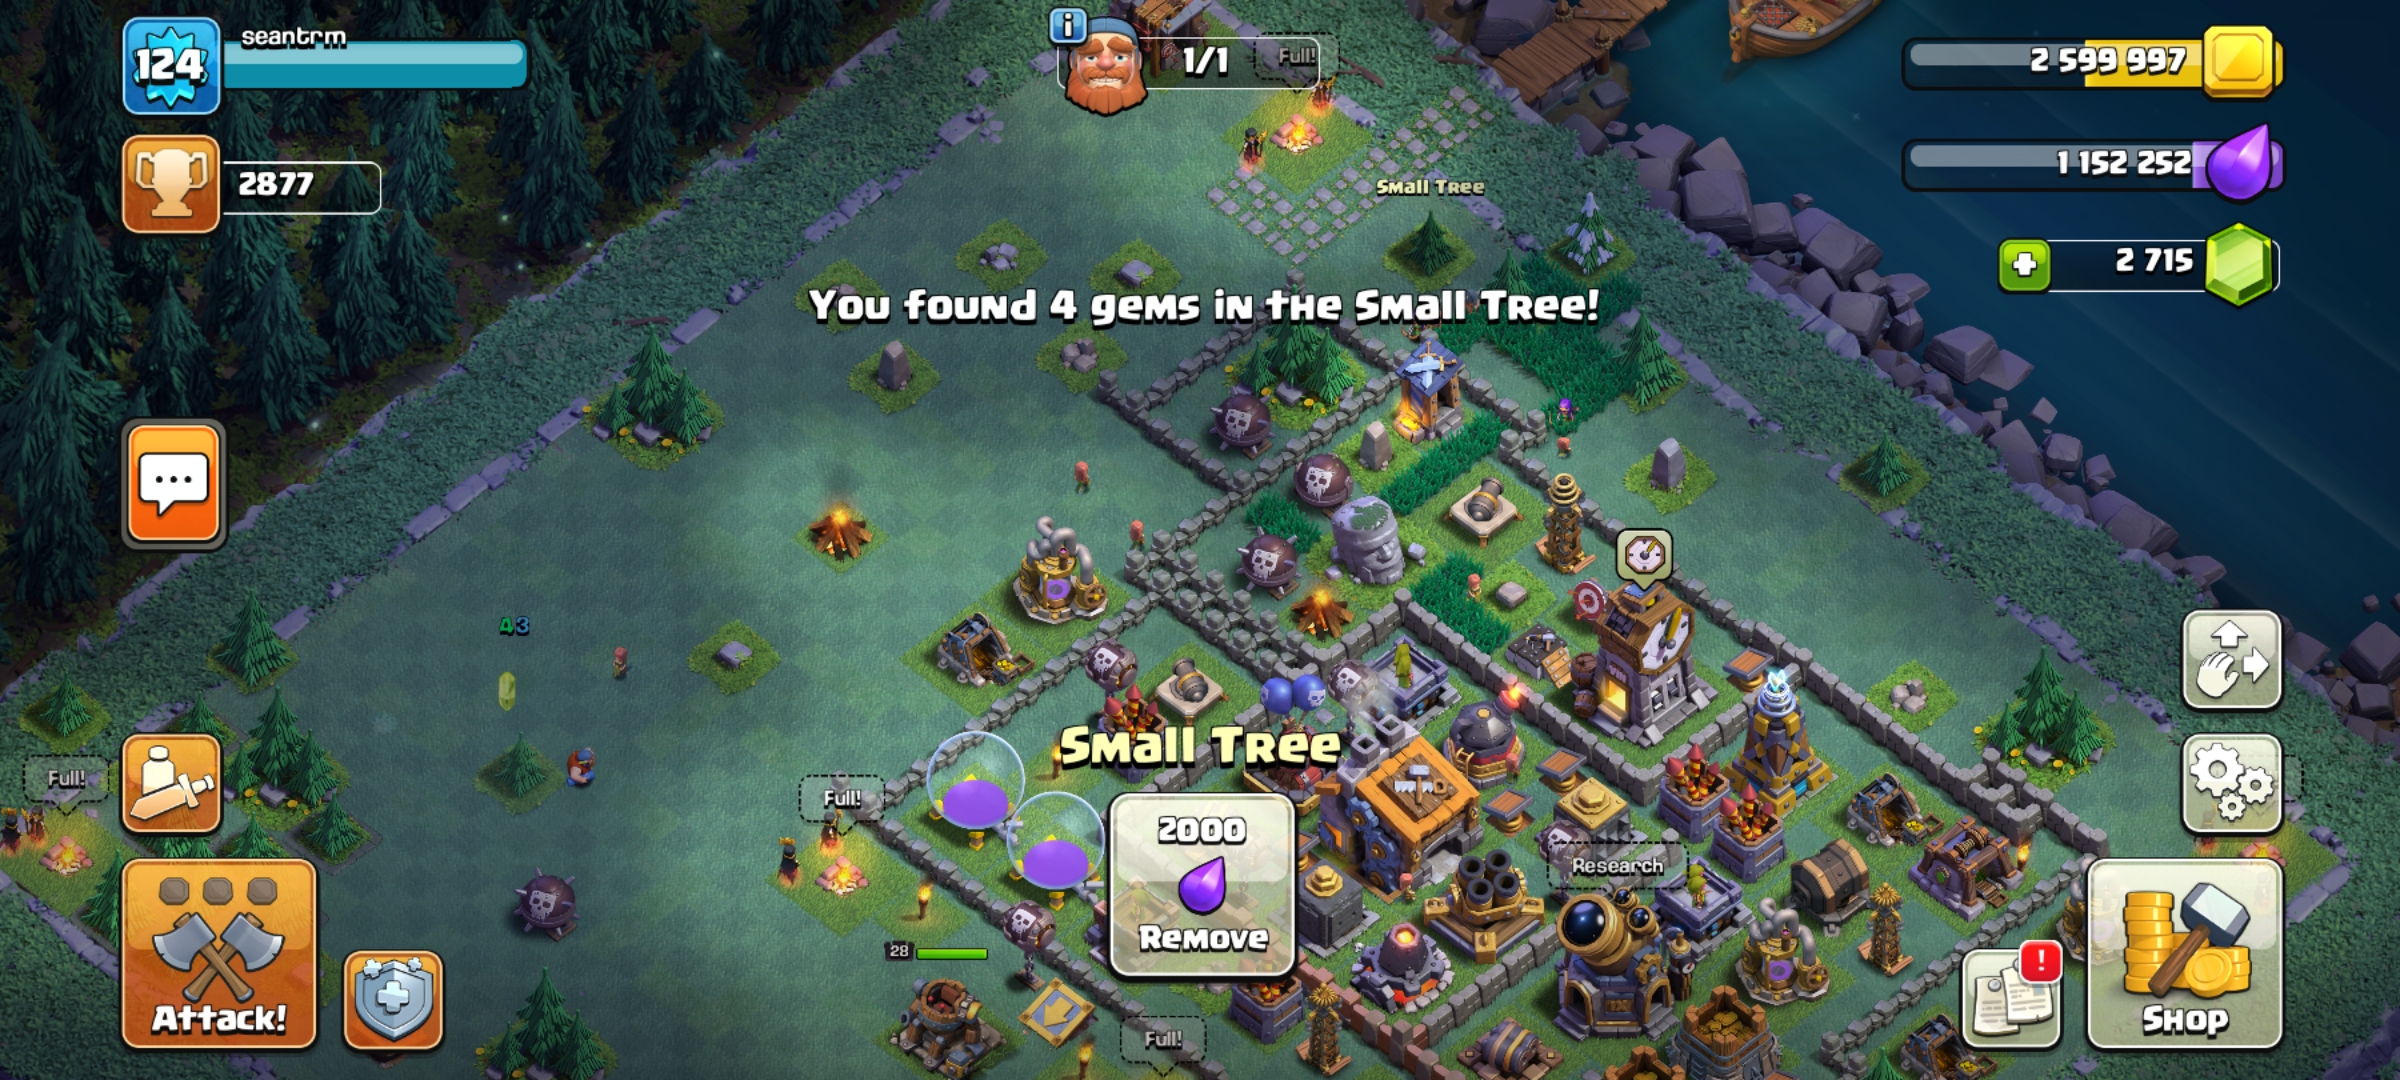 124
seantrm
1/1
Full!
2 599 997
2877
1 152 252
Small Tree
2 715
You found 4 gems in the Small Tree!
43
Small Tree
Full!
Full!
2000
Remove
Research
28
Attack!
Full!
!
Shop